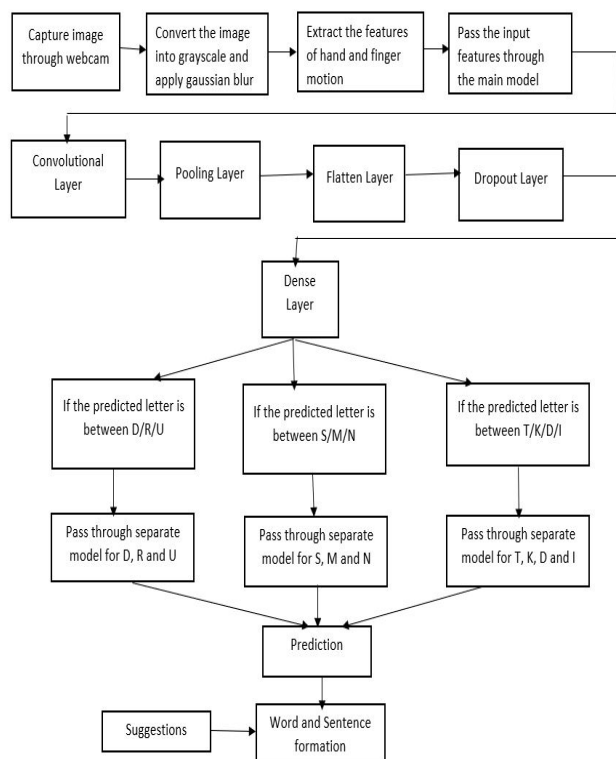 Capture image
through webcam
Convert the image
into grayscale and
apply gaussian blur
Extract the features
of hand and finger
motion
Pass the input
features through
the main model
Convolutional
Layer
Pooling Layer
Flatten Layer
Dropout Layer
Dense
Layer
If the predicted letter is
between D/R/U
If the predicted letter is
between S/M/N
If the predicted letter is
between T/K/D/I
Pass through separate
model for D, R and U
Pass through separate
model for S, M and N
Pass through separate
model for T, K, D and I
Prediction
Suggestions
Word and Sentence
formation